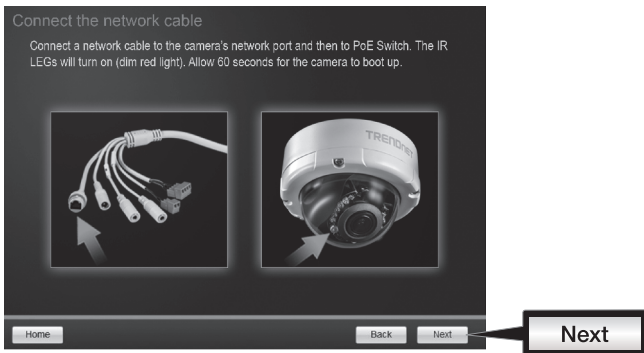 Connect the network cable
Connect a network cable to the camera's network port and then to PoE Switch. The IR
LEGs will turn on (dim red light). Allow 60 seconds for the camera to boot up.
TRENDnet
Home
Back
Next
Next